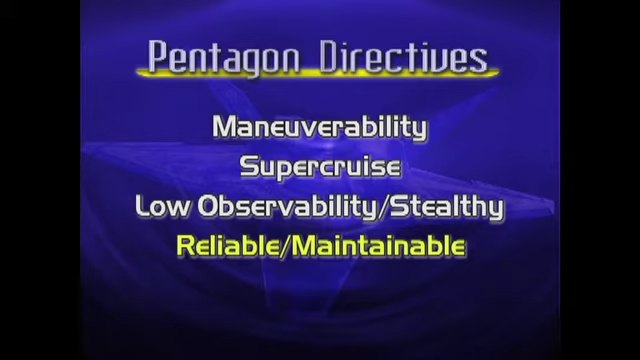 Pentagon Directives
Maneuverability
Supercruise
Low Observability/Stealthy
Reliable/Maintainable